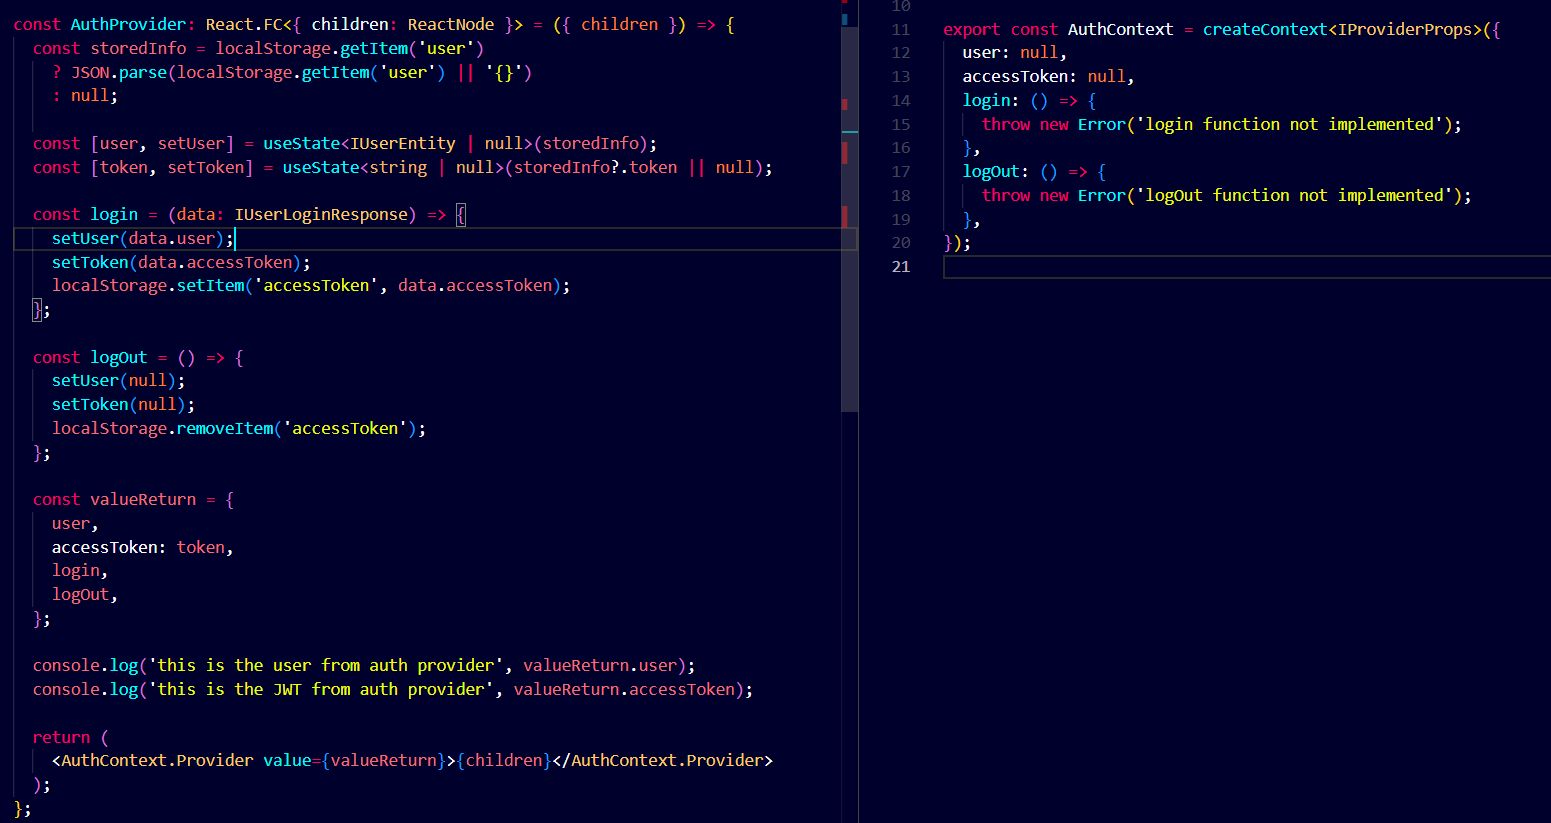 const AuthProvider: React.FC<{ children: ReactNode }> = ({ children }) => {
  const storedInfo = localStorage.getItem('user')
    ? JSON.parse(localStorage.getItem('user') || '{}')
    : null;

  const [user, setUser] = useState<IUserEntity | null>(storedInfo);
  const [token, setToken] = useState<string | null>(storedInfo?.token || null);

  const login = (data: IUserLoginResponse) => {
    setUser(data.user);
    setToken(data.accessToken);
    localStorage.setItem('accessToken', data.accessToken);
  };

  const logOut = () => {
    setUser(null);
    setToken(null);
    localStorage.removeItem('accessToken');
  };

  const valueReturn = {
    user,
    accessToken: token,
    login,
    logOut,
  };

  console.log('this is the user from auth provider', valueReturn.user);
  console.log('this is the JWT from auth provider', valueReturn.accessToken);

  return (
    <AuthContext.Provider value={valueReturn}>{children}</AuthContext.Provider>
  );
};
10
11 export const AuthContext = createContext<IProviderProps>({
12   user: null,
13   accessToken: null,
14   login: () => {
15     throw new Error('login function not implemented');
16   },
17   logOut: () => {
18     throw new Error('logOut function not implemented');
19   },
20 });
21